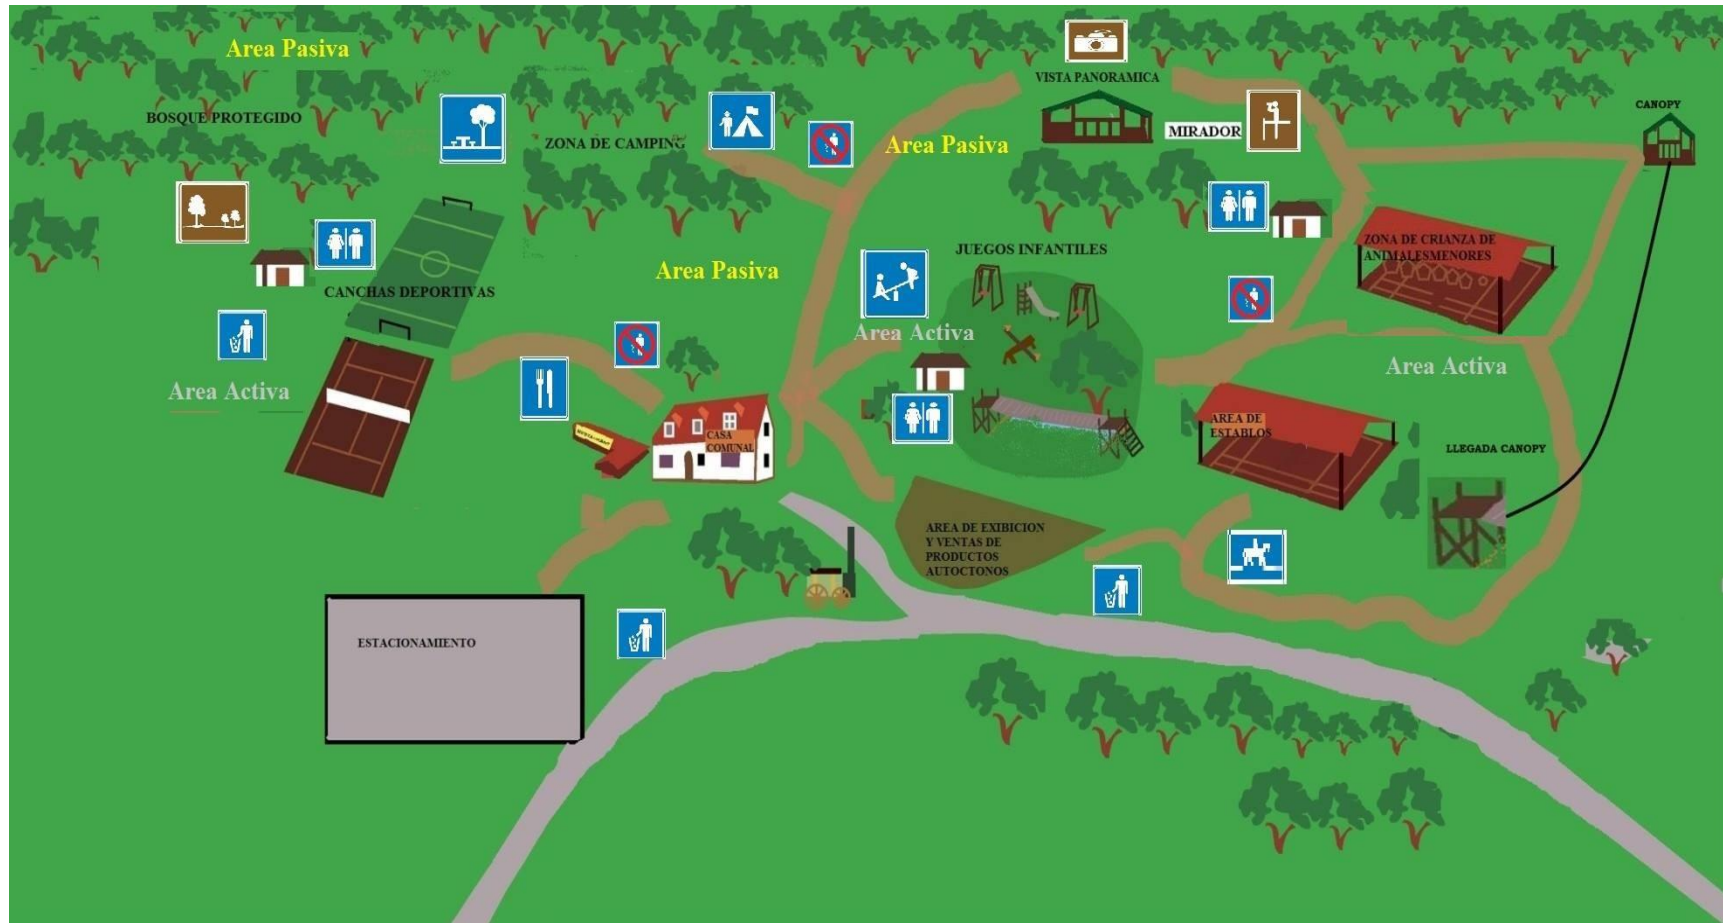 Area Pasiva
VISTA PANORAMICA
BOSQUE PROTEGIDO
CANOPY
ZONA DE CAMPING
Area Pasiva
MIRADOR
JUEGOS INFANTILES
ZONA DE CRIANZA DE
ANIMALESMENORES
Area Pasiva
CANCHAS DEPORTIVAS
Area Activa
Area Activa
Area Activa
CASA
COMUNAL
AREA DE
ESTABLOS
LLEGADA CANOPY
AREA DE EXIBICION
Y VENTAS DE
PRODUCTOS
AUTOCTONOS
ESTACIONAMIENTO